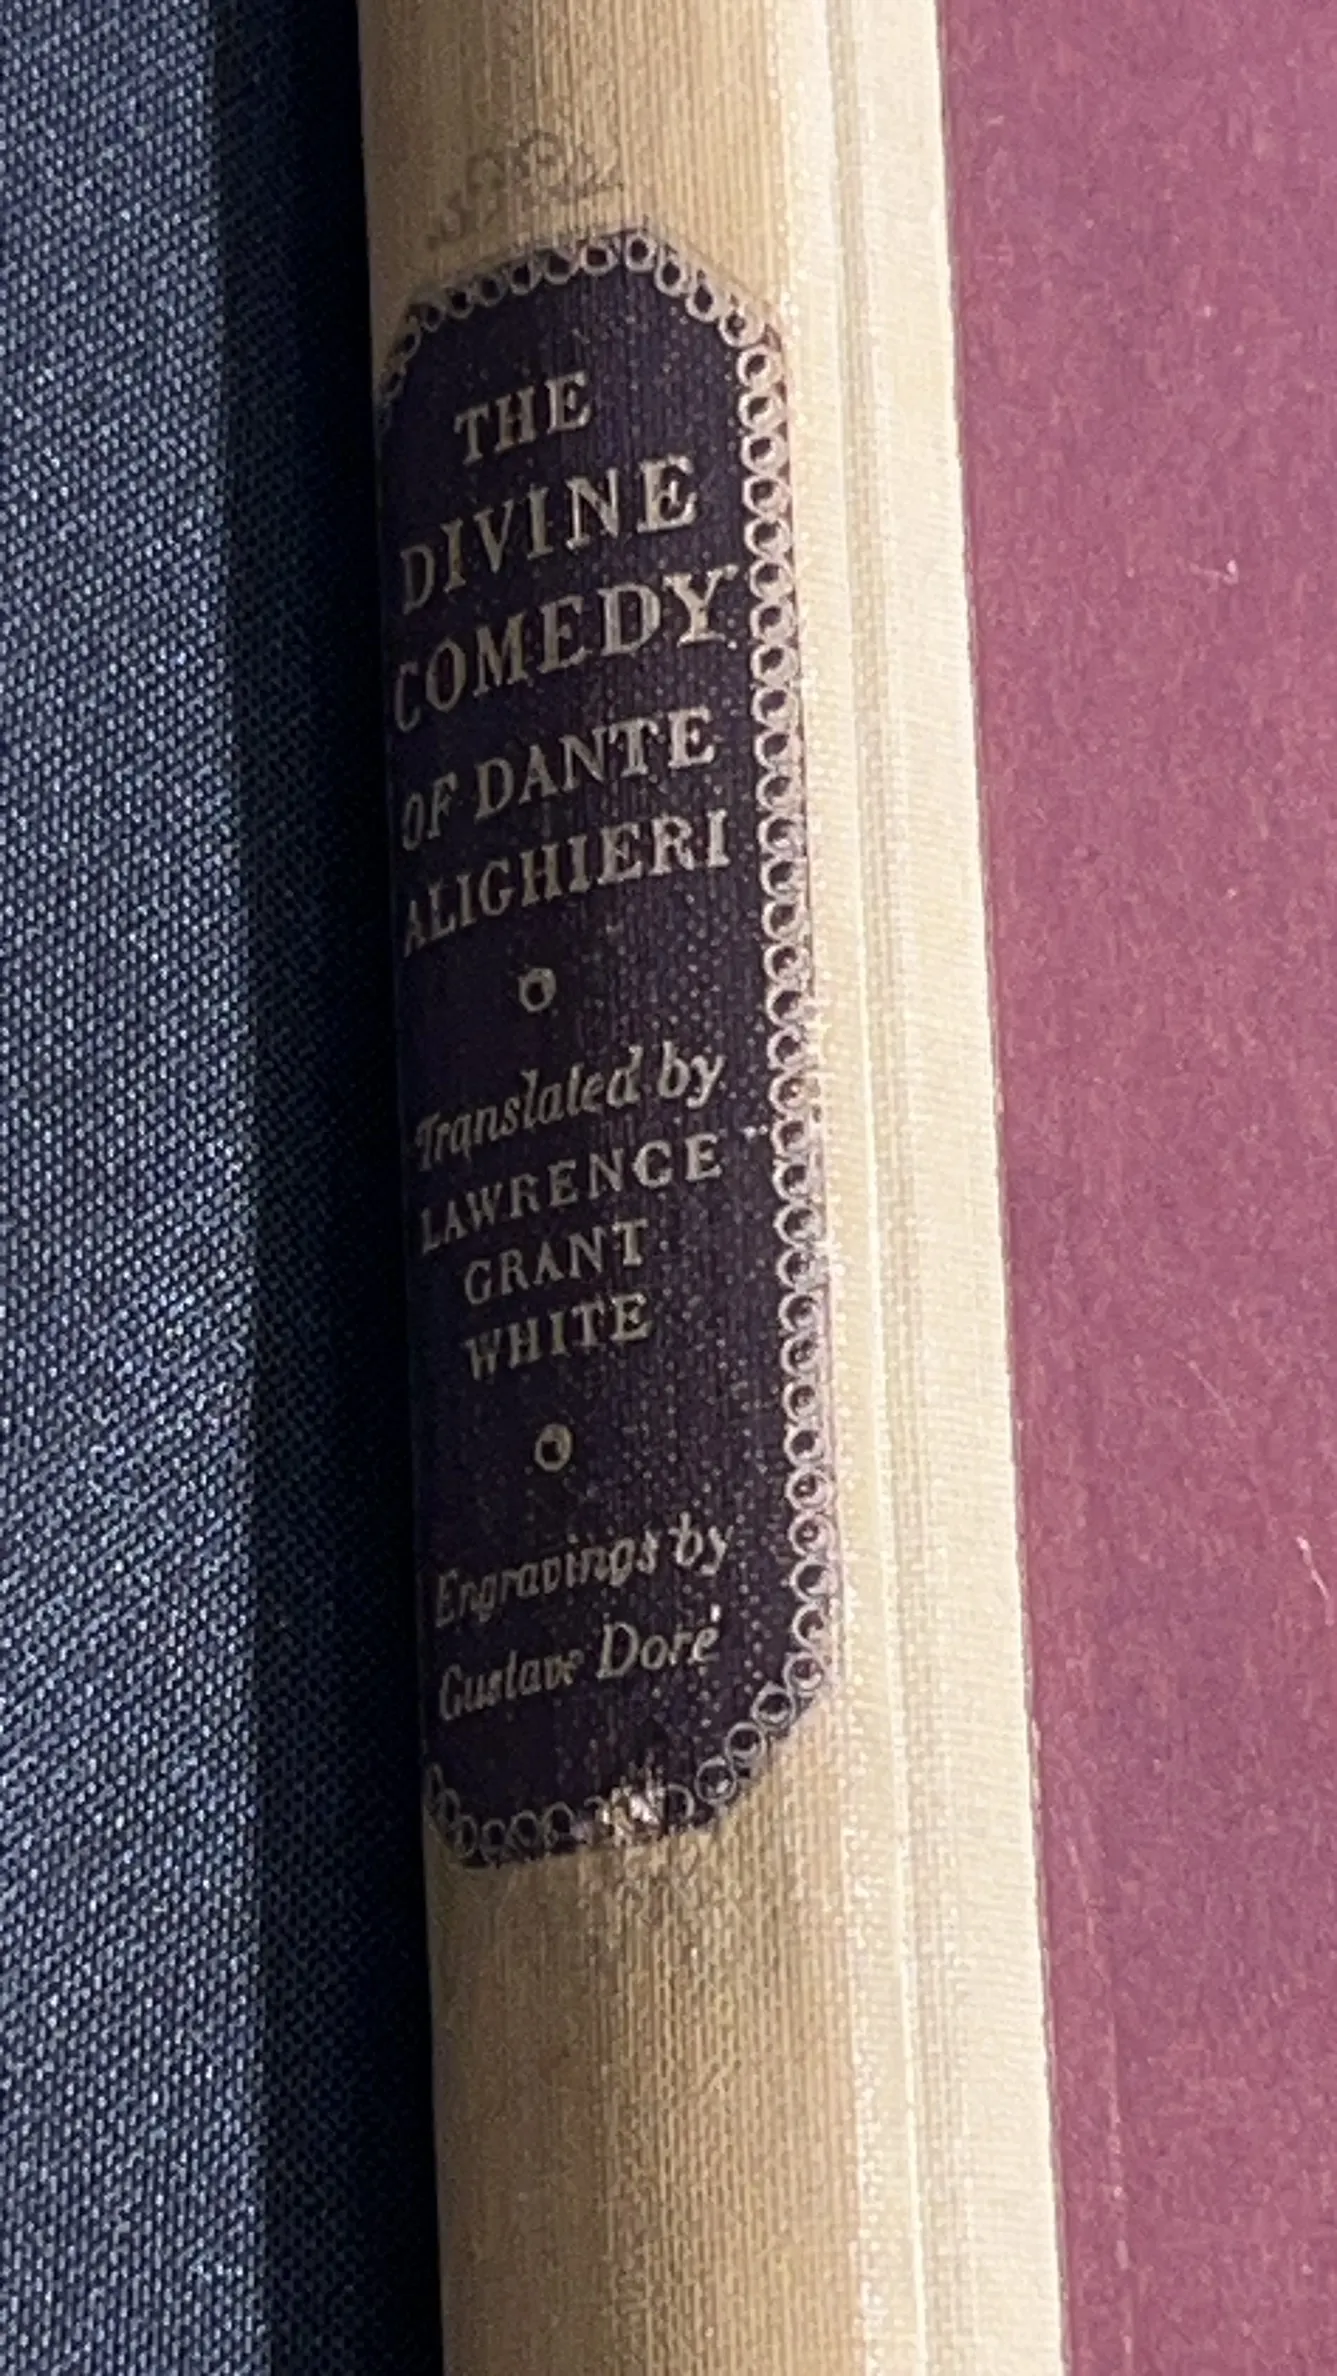 THE
DIVINE
COMEDY
OF DANTE
ALIGHIERI
Translated by
LAWRENCE
GRANT
WHITE
Engravings by
Gustave Doré